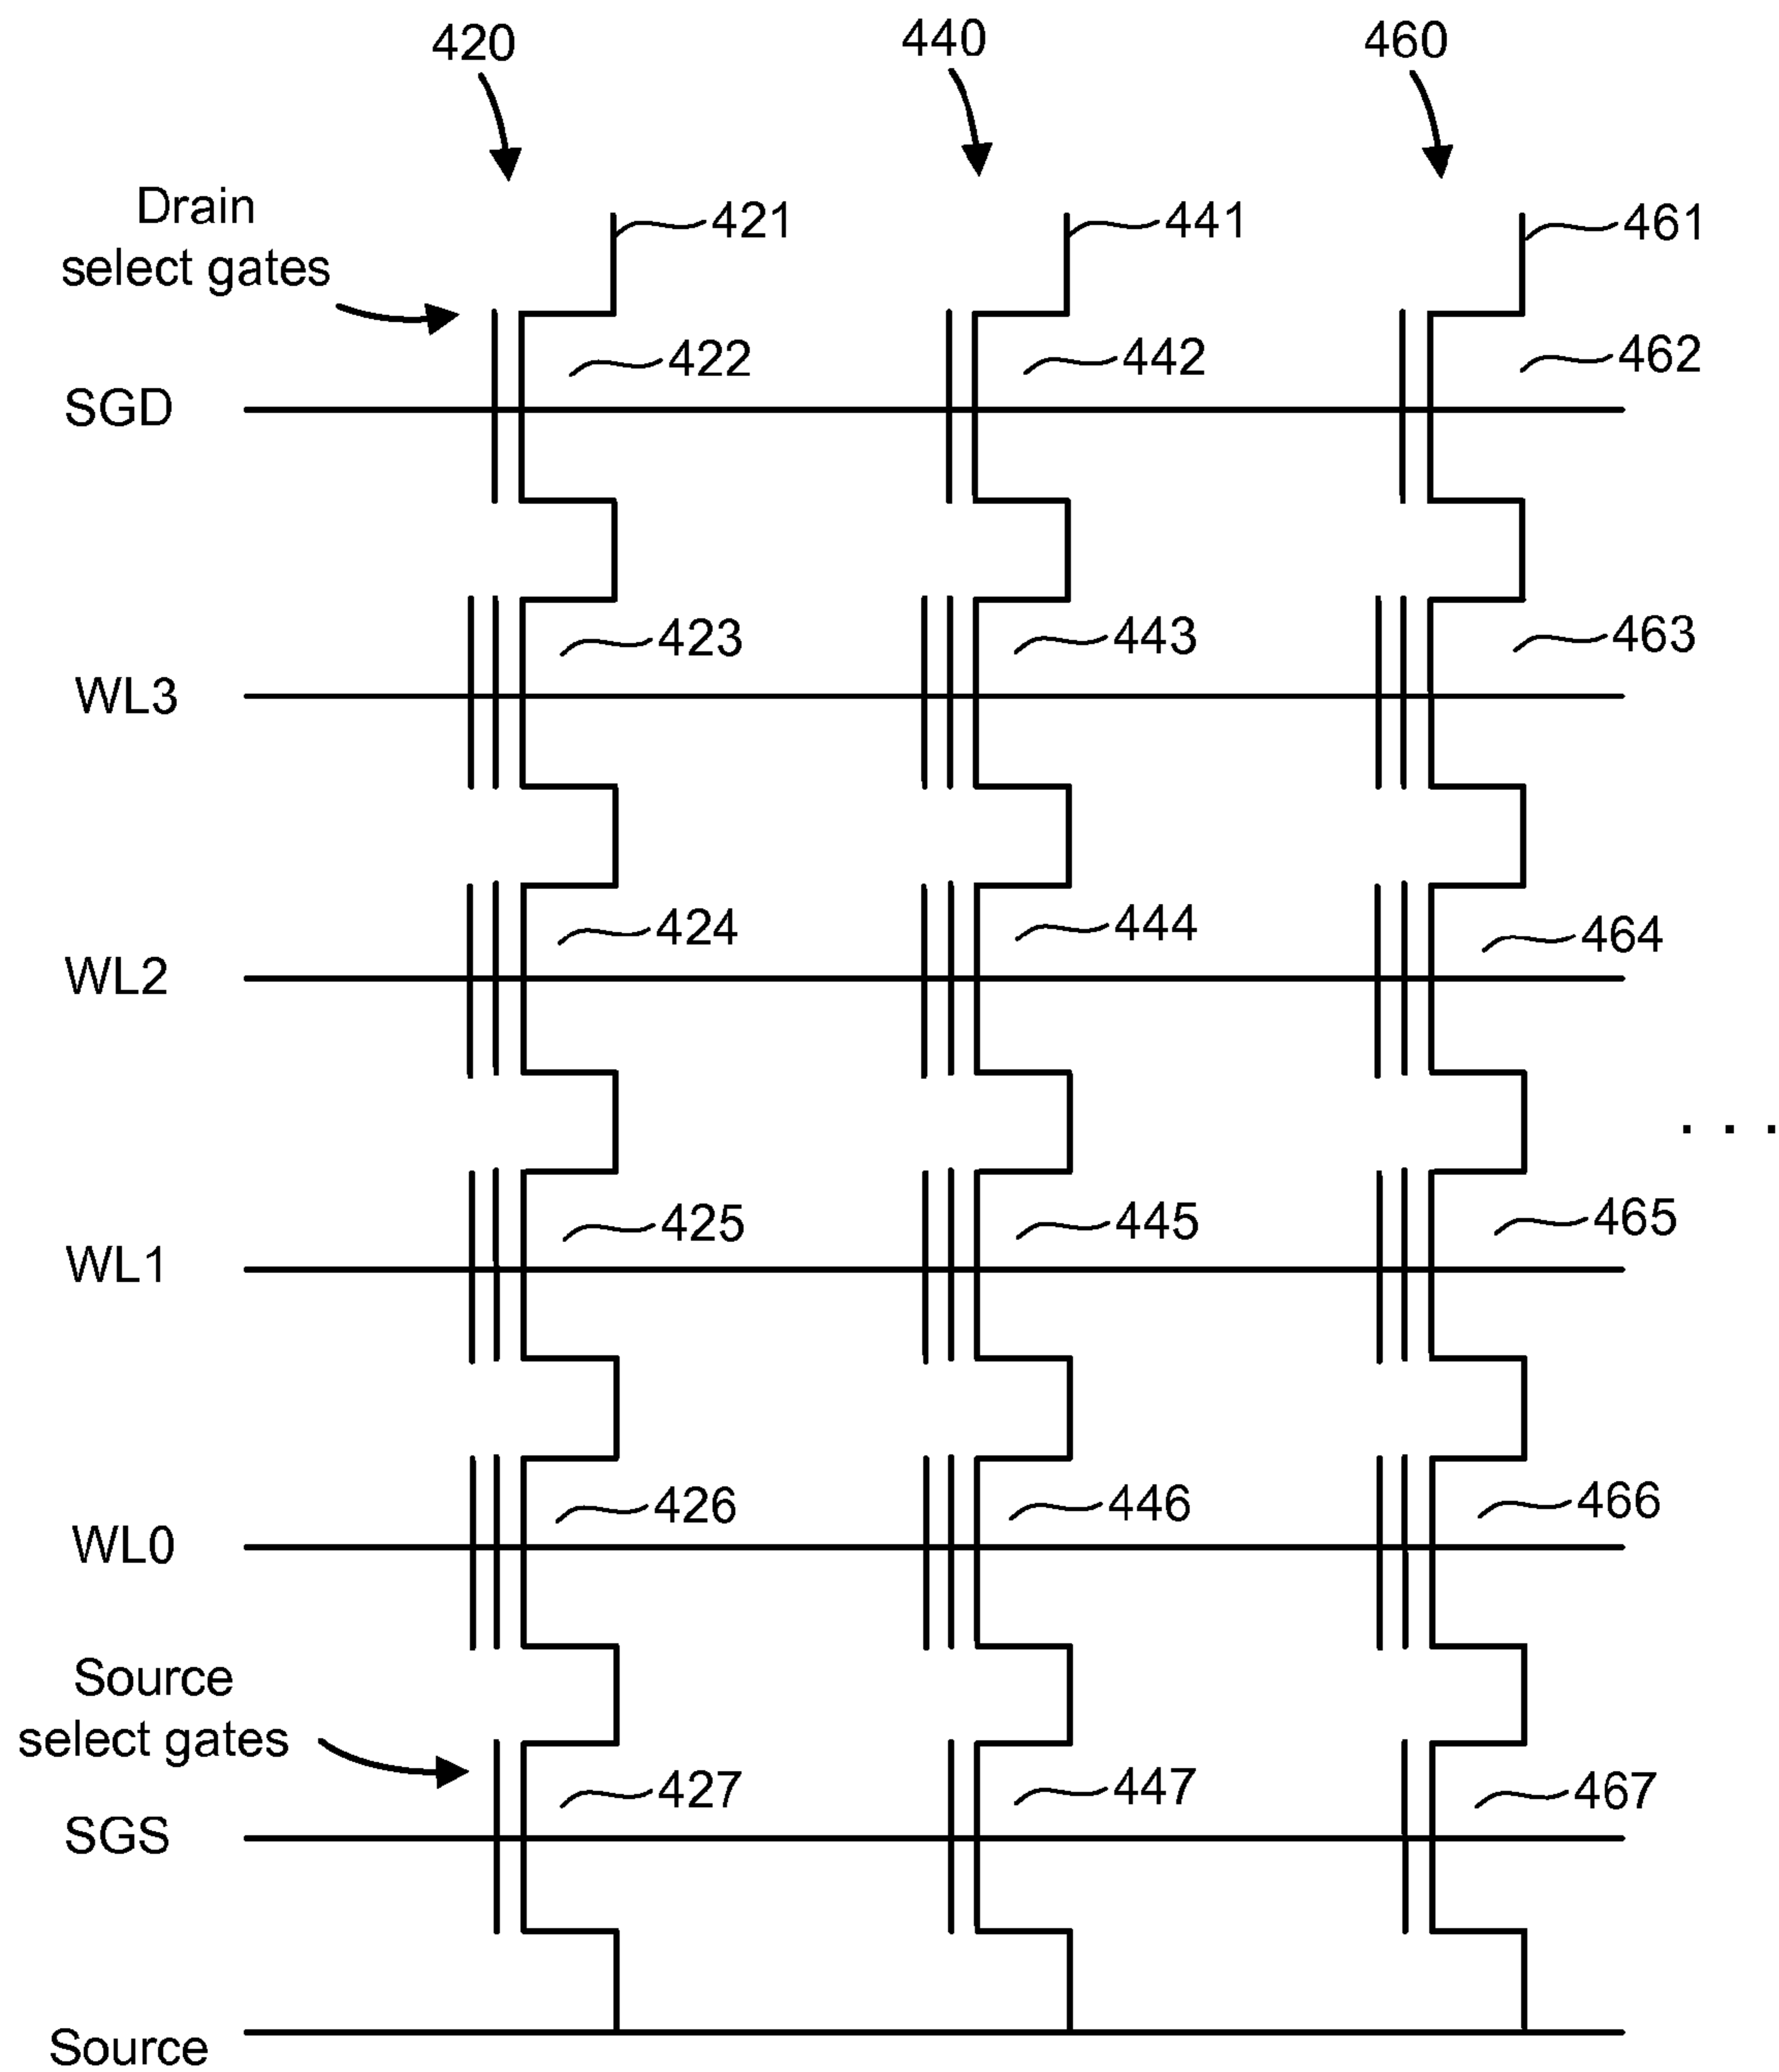 420 440 460
Drain
select gates
421 441 461
422 442 462
SGD
423 443 463
WL3
424 444 464
WL2
. . .
425 445 465
WL1
426 446 466
WL0
Source
select gates
427 447 467
SGS
Source